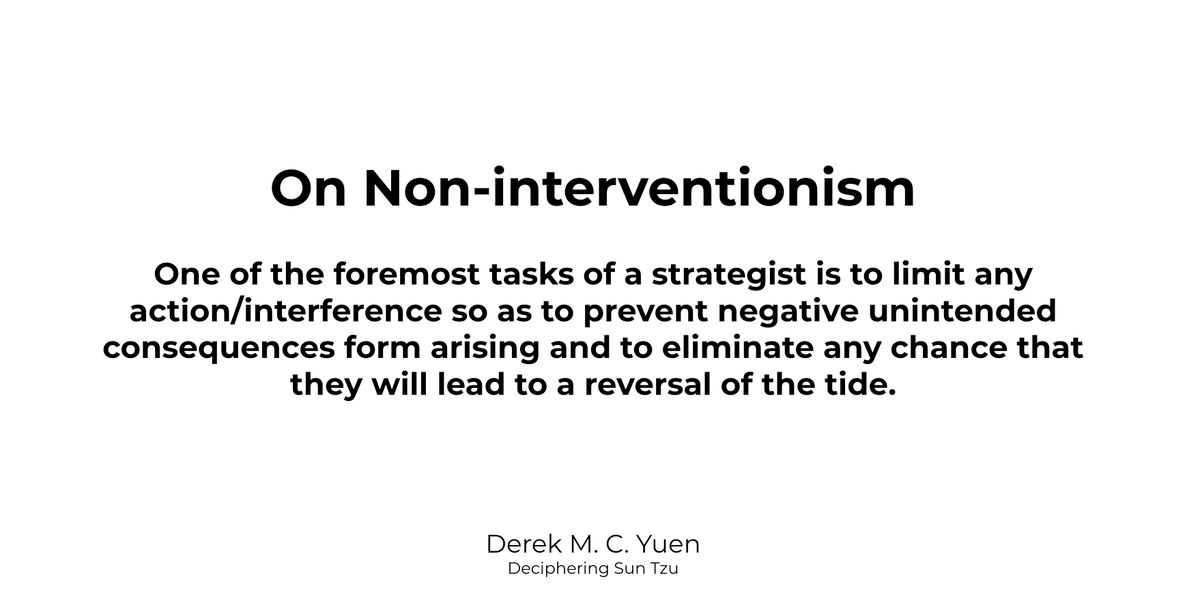 On Non-interventionism
One of the foremost tasks of a strategist is to limit any
action/interference so as to prevent negative unintended
consequences form arising and to eliminate any chance that
they will lead to a reversal of the tide.
Derek M. C. Yuen
Deciphering Sun Tzu